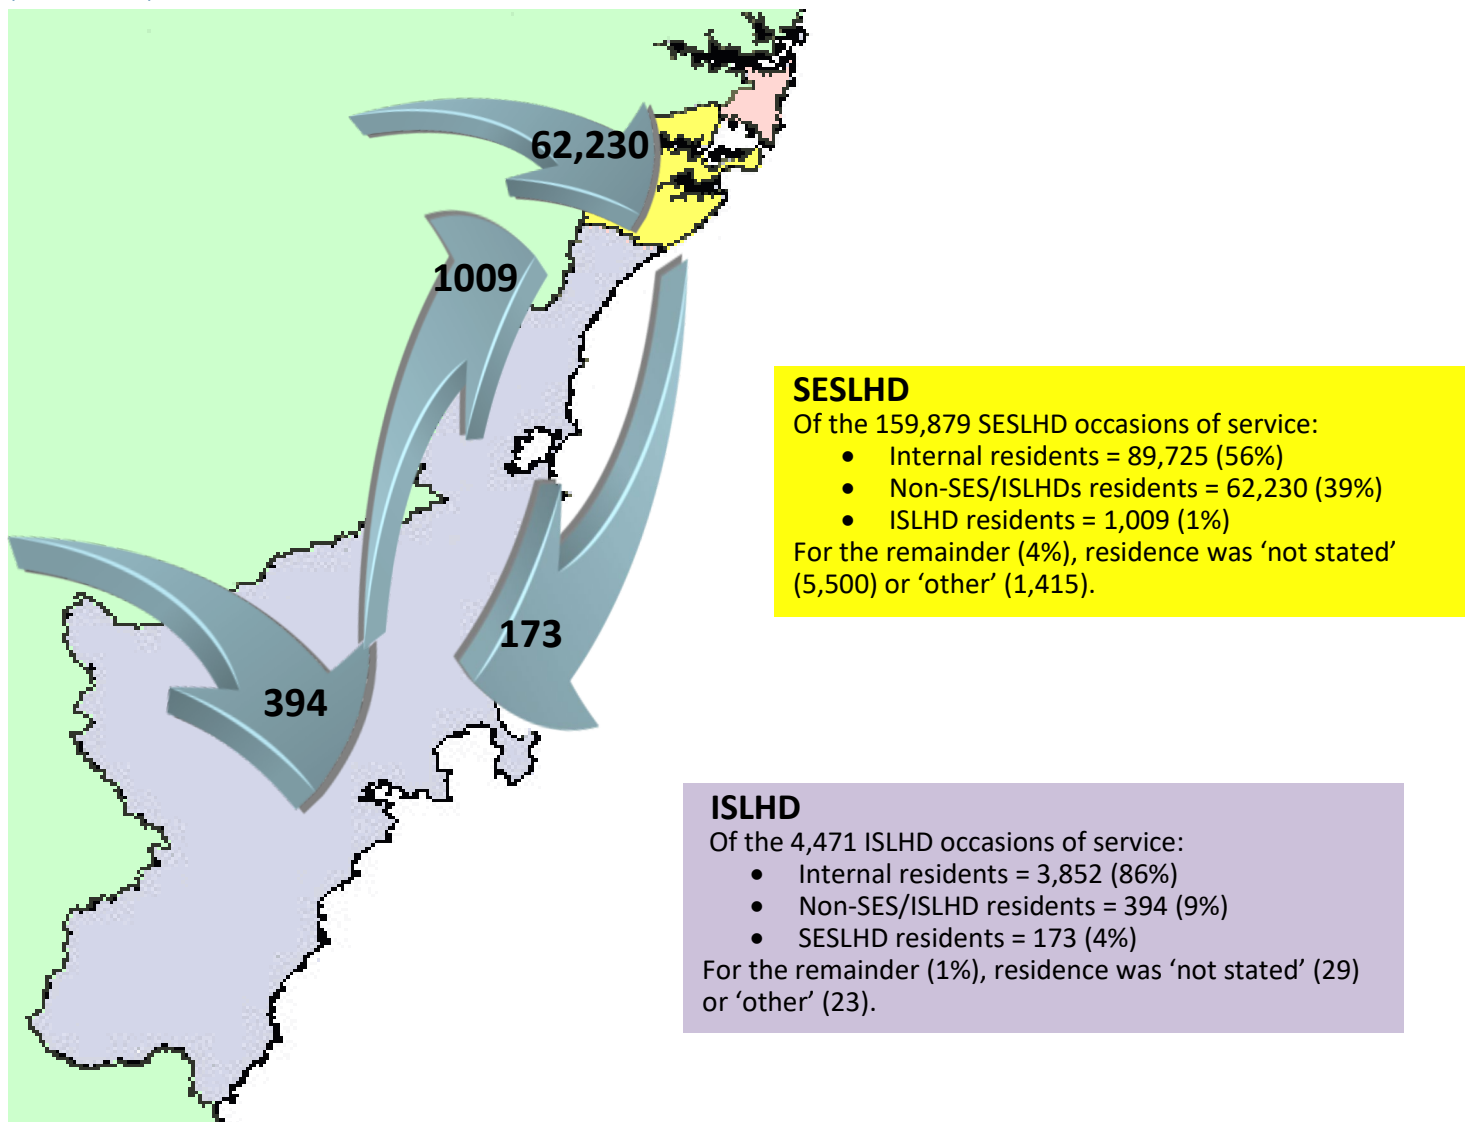 62,230
1009
SESLHD
Of the 159,879 SESLHD occasions of service:
• Internal residents = 89,725 (56%)
• Non-SES/ISLHDs residents = 62,230 (39%)
• ISLHD residents = 1,009 (1%)
For the remainder (4%), residence was ‘not stated’
(5,500) or ‘other’ (1,415).
173
394
ISLHD
Of the 4,471 ISLHD occasions of service:
• Internal residents = 3,852 (86%)
• Non-SES/ISLHD residents = 394 (9%)
• SESLHD residents = 173 (4%)
For the remainder (1%), residence was ‘not stated’ (29)
or ‘other’ (23).